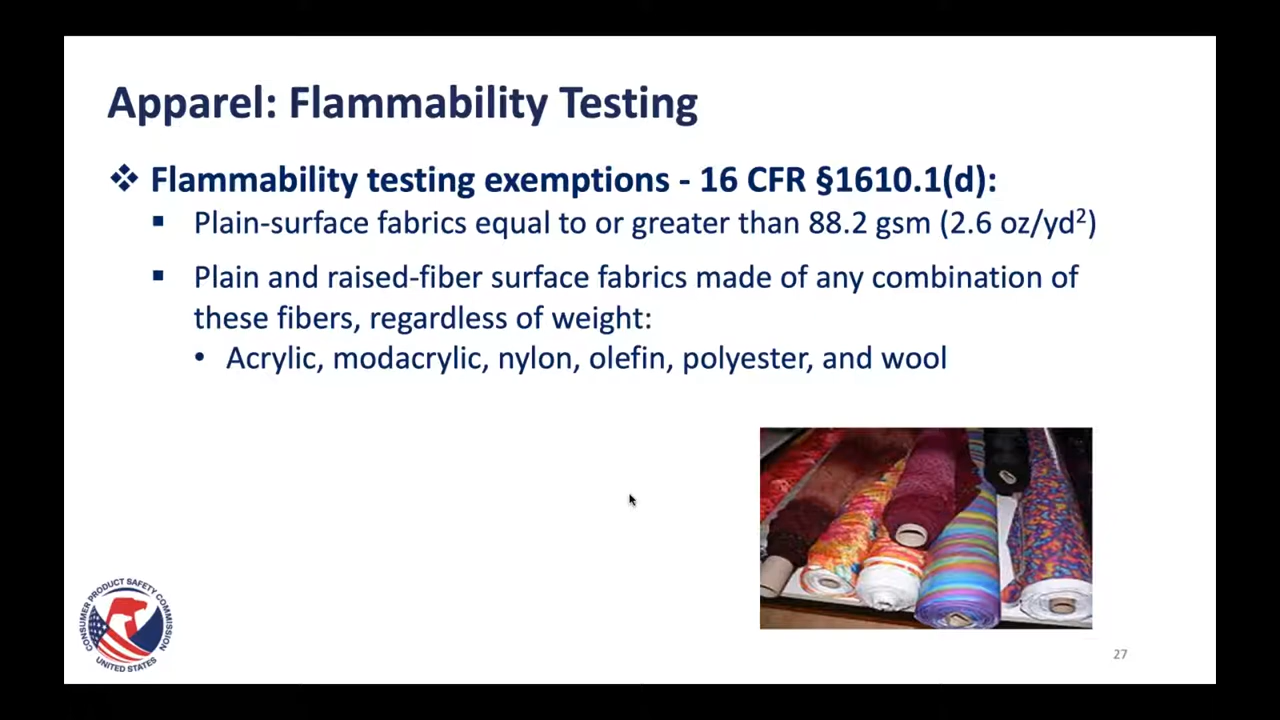 Apparel: Flammability Testing
❖ Flammability testing exemptions - 16 CFR §1610.1(d):
▪ Plain-surface fabrics equal to or greater than 88.2 gsm (2.6 oz/yd²)
▪ Plain and raised-fiber surface fabrics made of any combination of
these fibers, regardless of weight:
• Acrylic, modacrylic, nylon, olefin, polyester, and wool
CONSUMER PRODUCT SAFETY COMMISSION
UNITED STATES
27